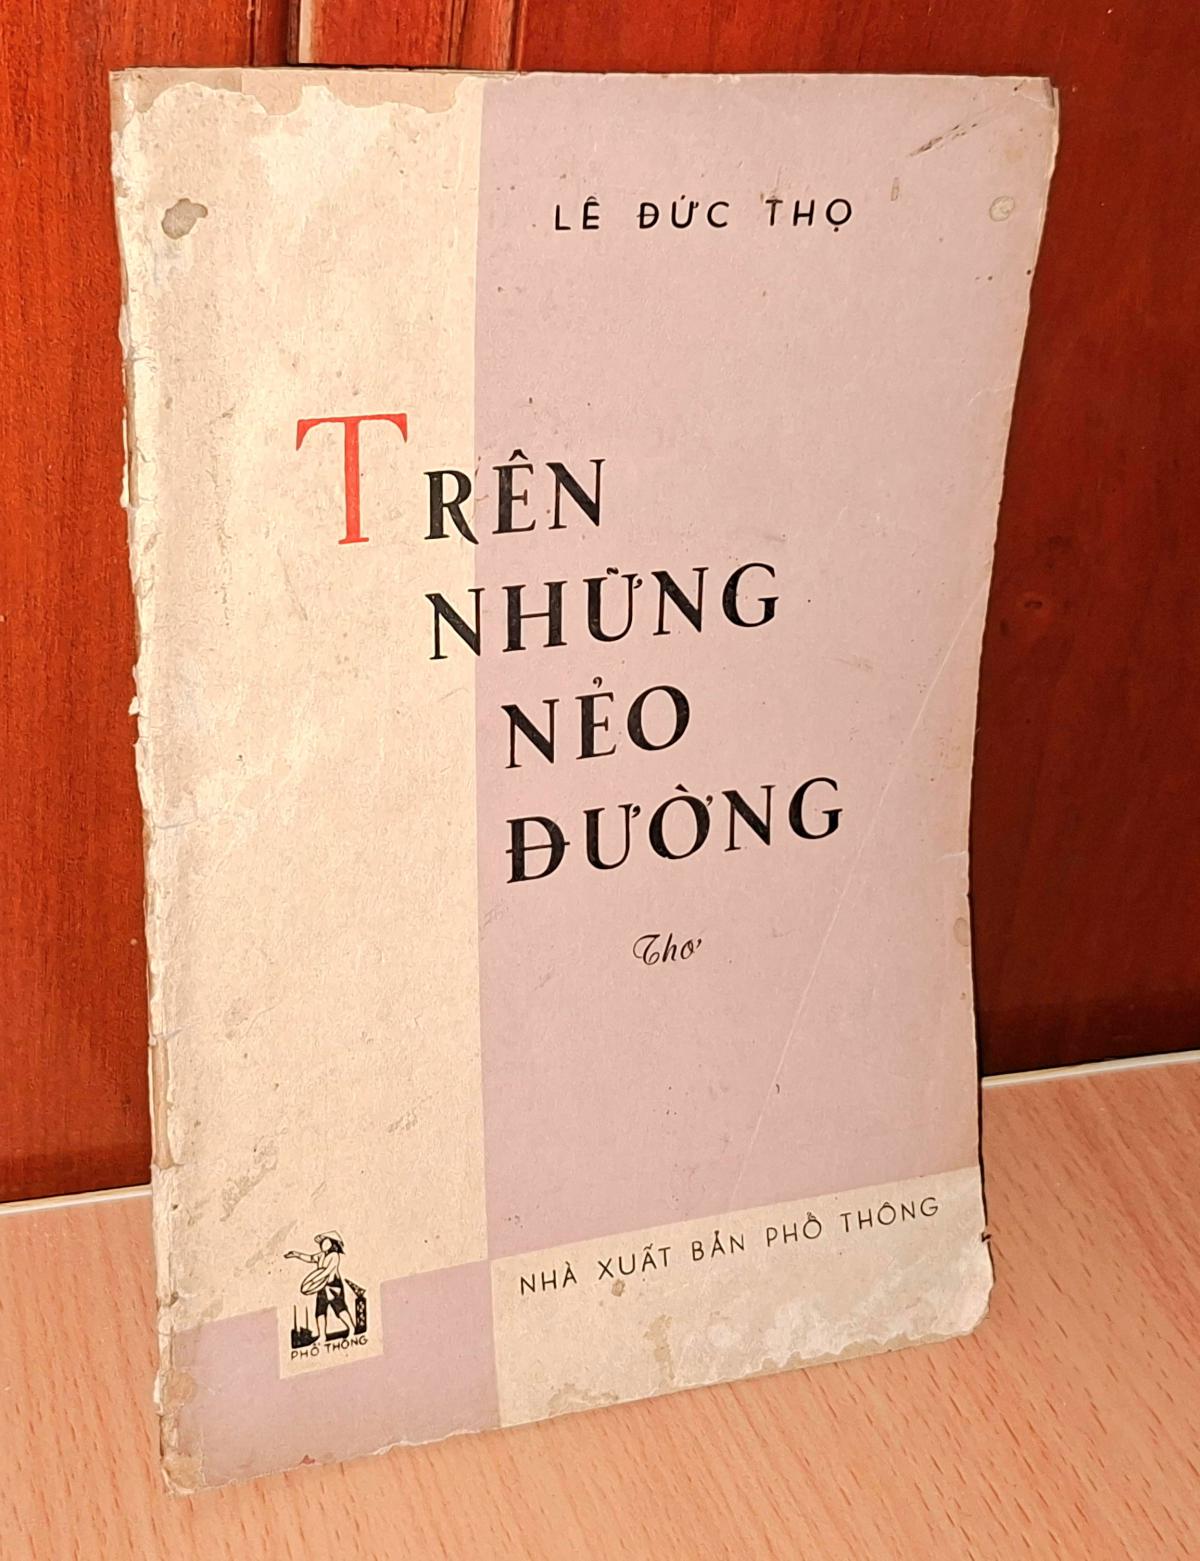 LÊ ĐỨC THỌ
TRÊN
NHỮNG
NẺO
ĐƯỜNG
Thơ
NHÀ XUẤT BẢN PHỔ THÔNG
PHỔ THÔNG